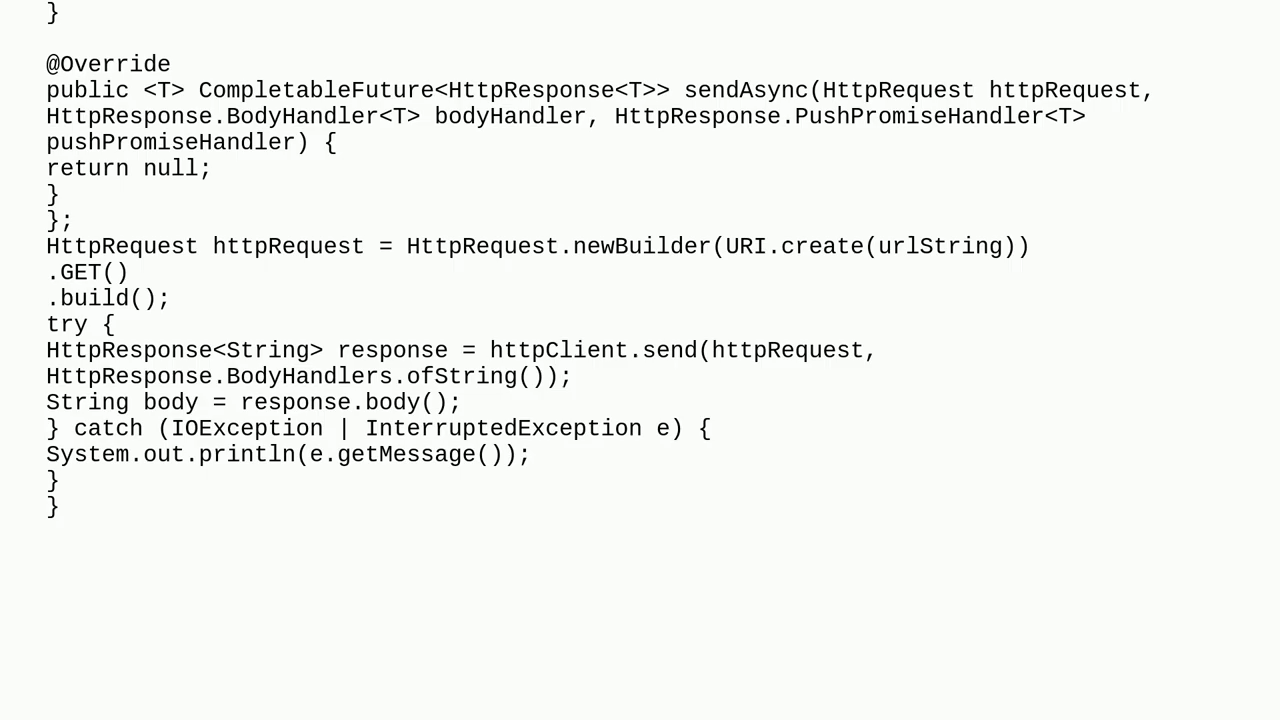 }
@Override
public <T> CompletableFuture<HttpResponse<T>> sendAsync(HttpRequest httpRequest,
HttpResponse.BodyHandler<T> bodyHandler, HttpResponse.PushPromiseHandler<T>
pushPromiseHandler) {
return null;
}
};
HttpRequest httpRequest = HttpRequest.newBuilder(URI.create(urlString))
.GET()
.build();
try {
HttpResponse<String> response = httpClient.send(httpRequest,
HttpResponse.BodyHandlers.ofString());
String body = response.body();
} catch (IOException | InterruptedException e) {
System.out.println(e.getMessage());
}
}